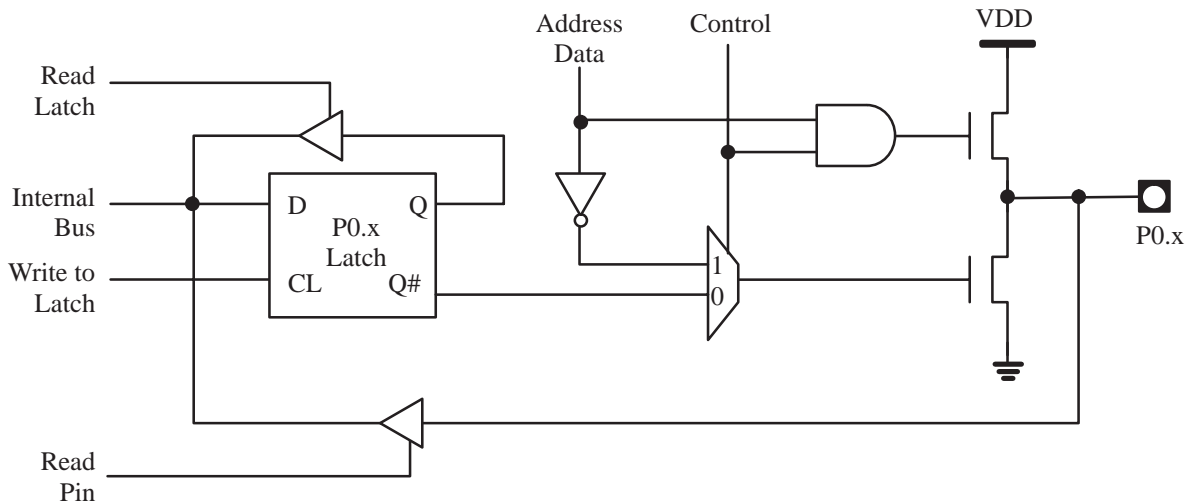 Address
Data
Control
VDD
Read
Latch
Internal
Bus
D
Q
P0.x
Latch
Write to
Latch
CL
Q#
1
0
P0.x
Read
Pin